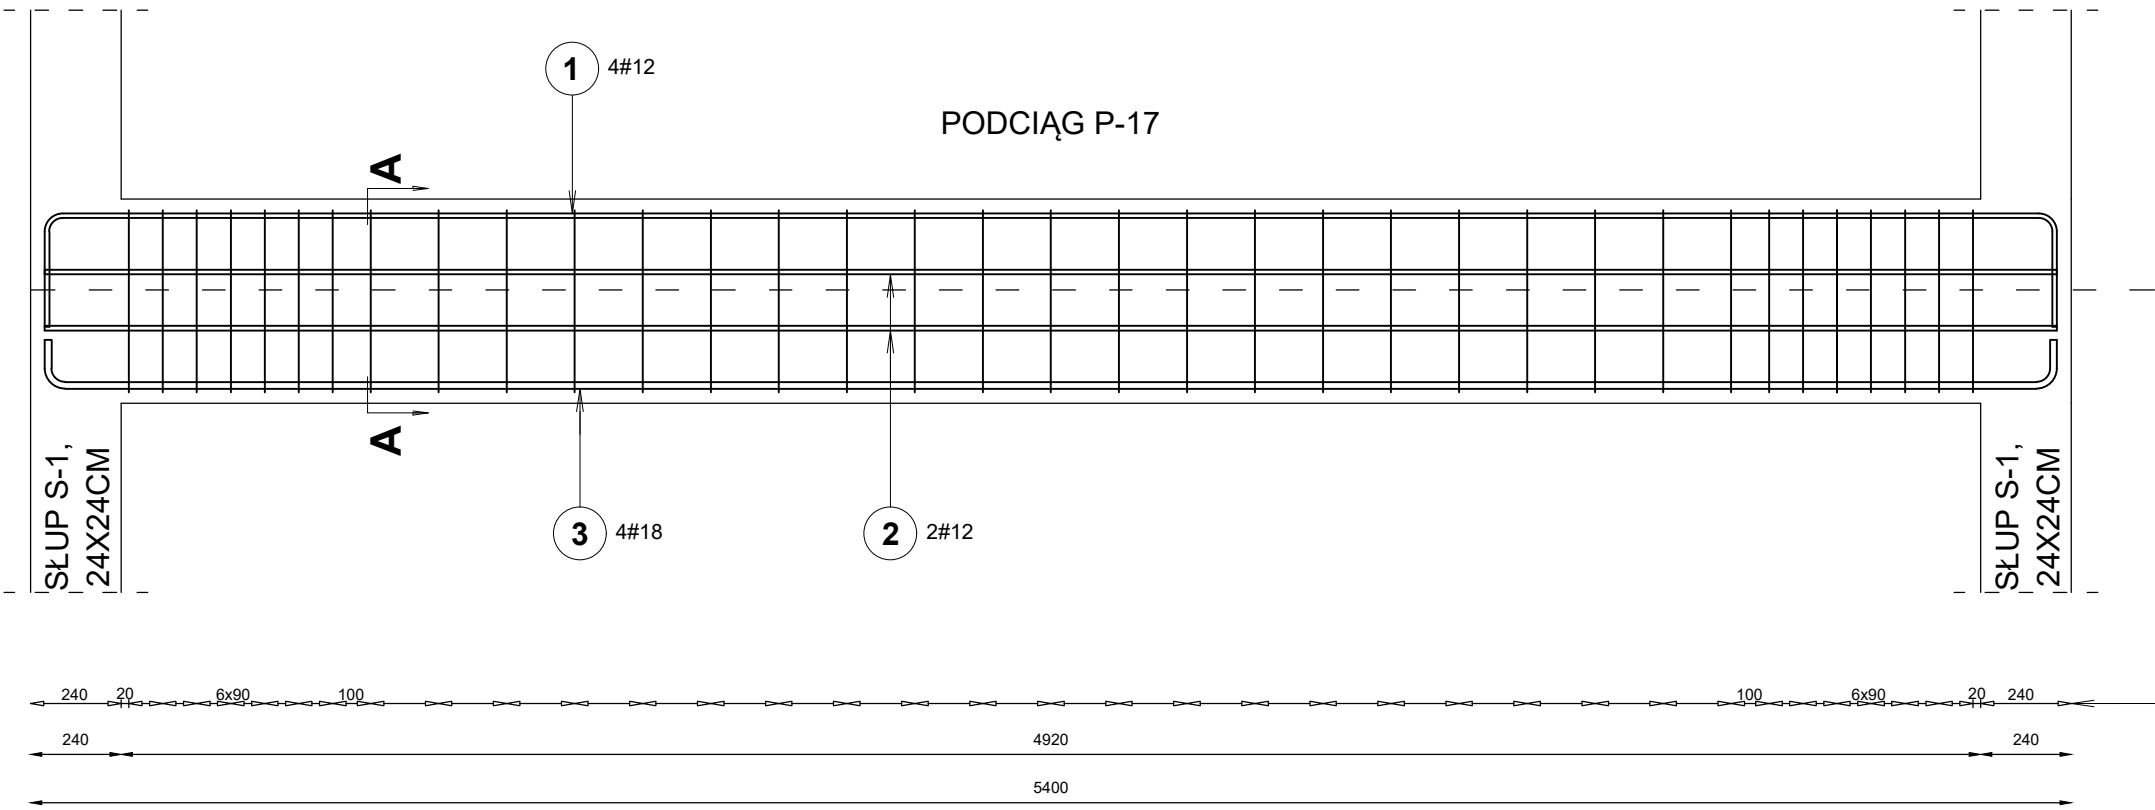 1 4#12
PODCIĄG P-17
A
A
3 4#18
2 2#12
SŁUP S-1,
24X24CM
SŁUP S-1,
24X24CM
240 20 6x90 100 100 6x90 20 240
240 4920 240
5400